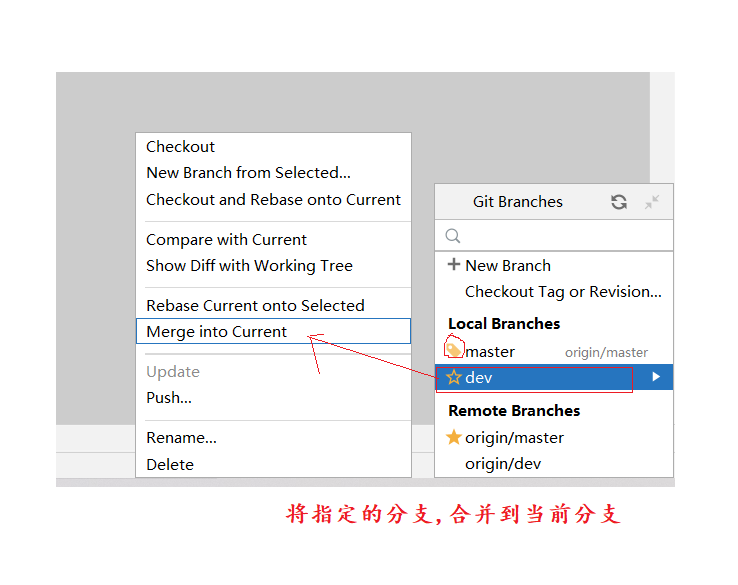 Checkout
New Branch from Selected...
Checkout and Rebase onto Current
Compare with Current
Show Diff with Working Tree
Rebase Current onto Selected
Merge into Current
Update
Push...
Rename...
Delete
Git Branches
New Branch
Checkout Tag or Revision...
Local Branches
master origin/master
dev
Remote Branches
origin/master
origin/dev
将指定的分支,合并到当前分支